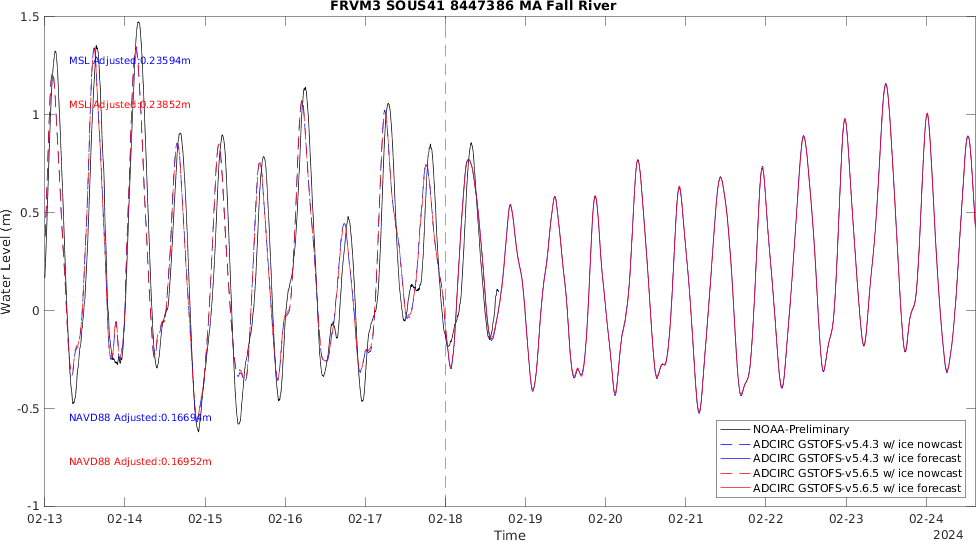 FRVM3 SOUS41 8447386 MA Fall River
1.5
1
0.5
0
-0.5
-1
Water Level (m)
MSL Adjusted:0.23594m
MSL Adjusted:0.23852m
NAVD88 Adjusted:0.16694m
NAVD88 Adjusted:0.16952m
NOAA-Preliminary
ADCIRC GSTOFS-v5.4.3 w/ ice nowcast
ADCIRC GSTOFS-v5.4.3 w/ ice forecast
ADCIRC GSTOFS-v5.6.5 w/ ice nowcast
ADCIRC GSTOFS-v5.6.5 w/ ice forecast
02-13 02-14 02-15 02-16 02-17 02-18 02-19 02-20 02-21 02-22 02-23 02-24
Time
2024